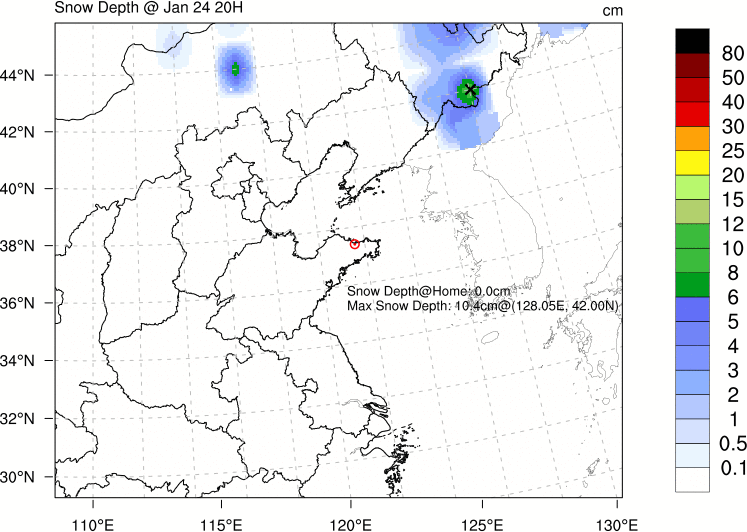 Snow Depth @ Jan 24 20H
cm
44°N
42°N
40°N
38°N
36°N
34°N
32°N
30°N
110°E
115°E
120°E
125°E
130°E
Snow Depth@Home: 0.0cm
Max Snow Depth: 10.4cm@(128.05E, 42.00N)
80
50
40
30
25
20
15
12
10
8
6
5
4
3
2
1
0.5
0.1